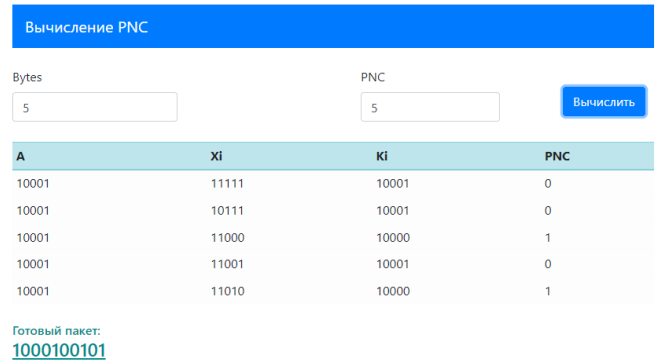 Вычисление PNC
Bytes PNC
5 5 Вычислить
A Xi Ki PNC
10001 11111 10001 0
10001 10111 10001 0
10001 11000 10000 1
10001 11001 10001 0
10001 11010 10000 1
Готовый пакет:
1000100101